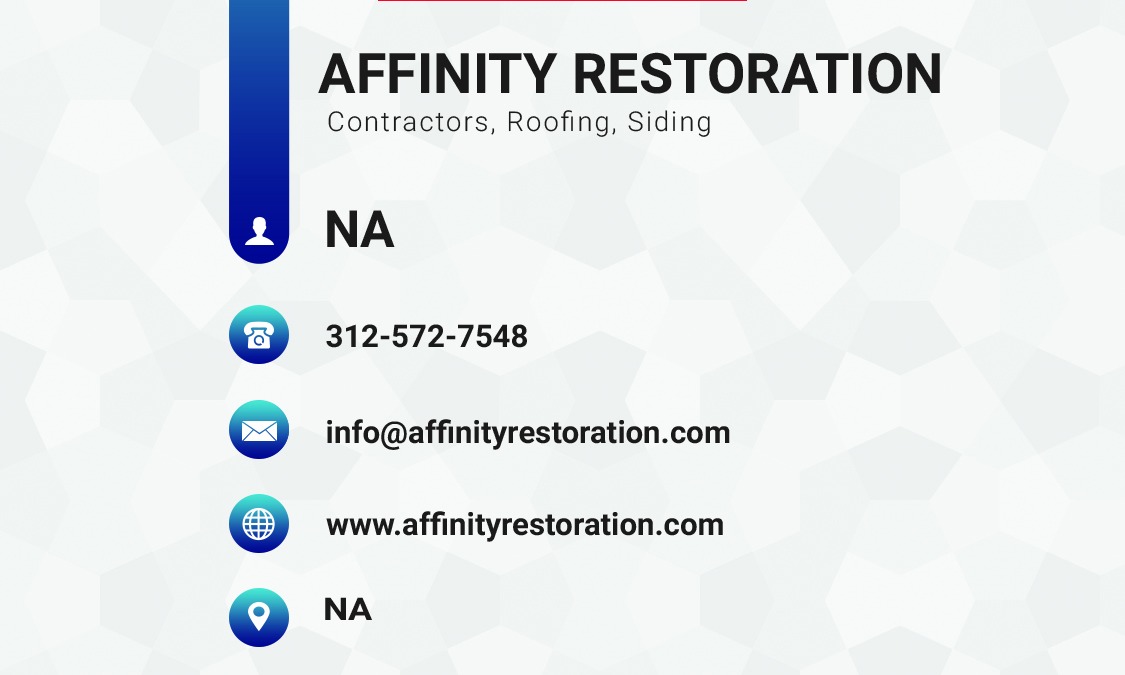 AFFINITY RESTORATION
Contractors, Roofing, Siding
NA
312-572-7548
info@affinityrestoration.com
www.affinityrestoration.com
NA